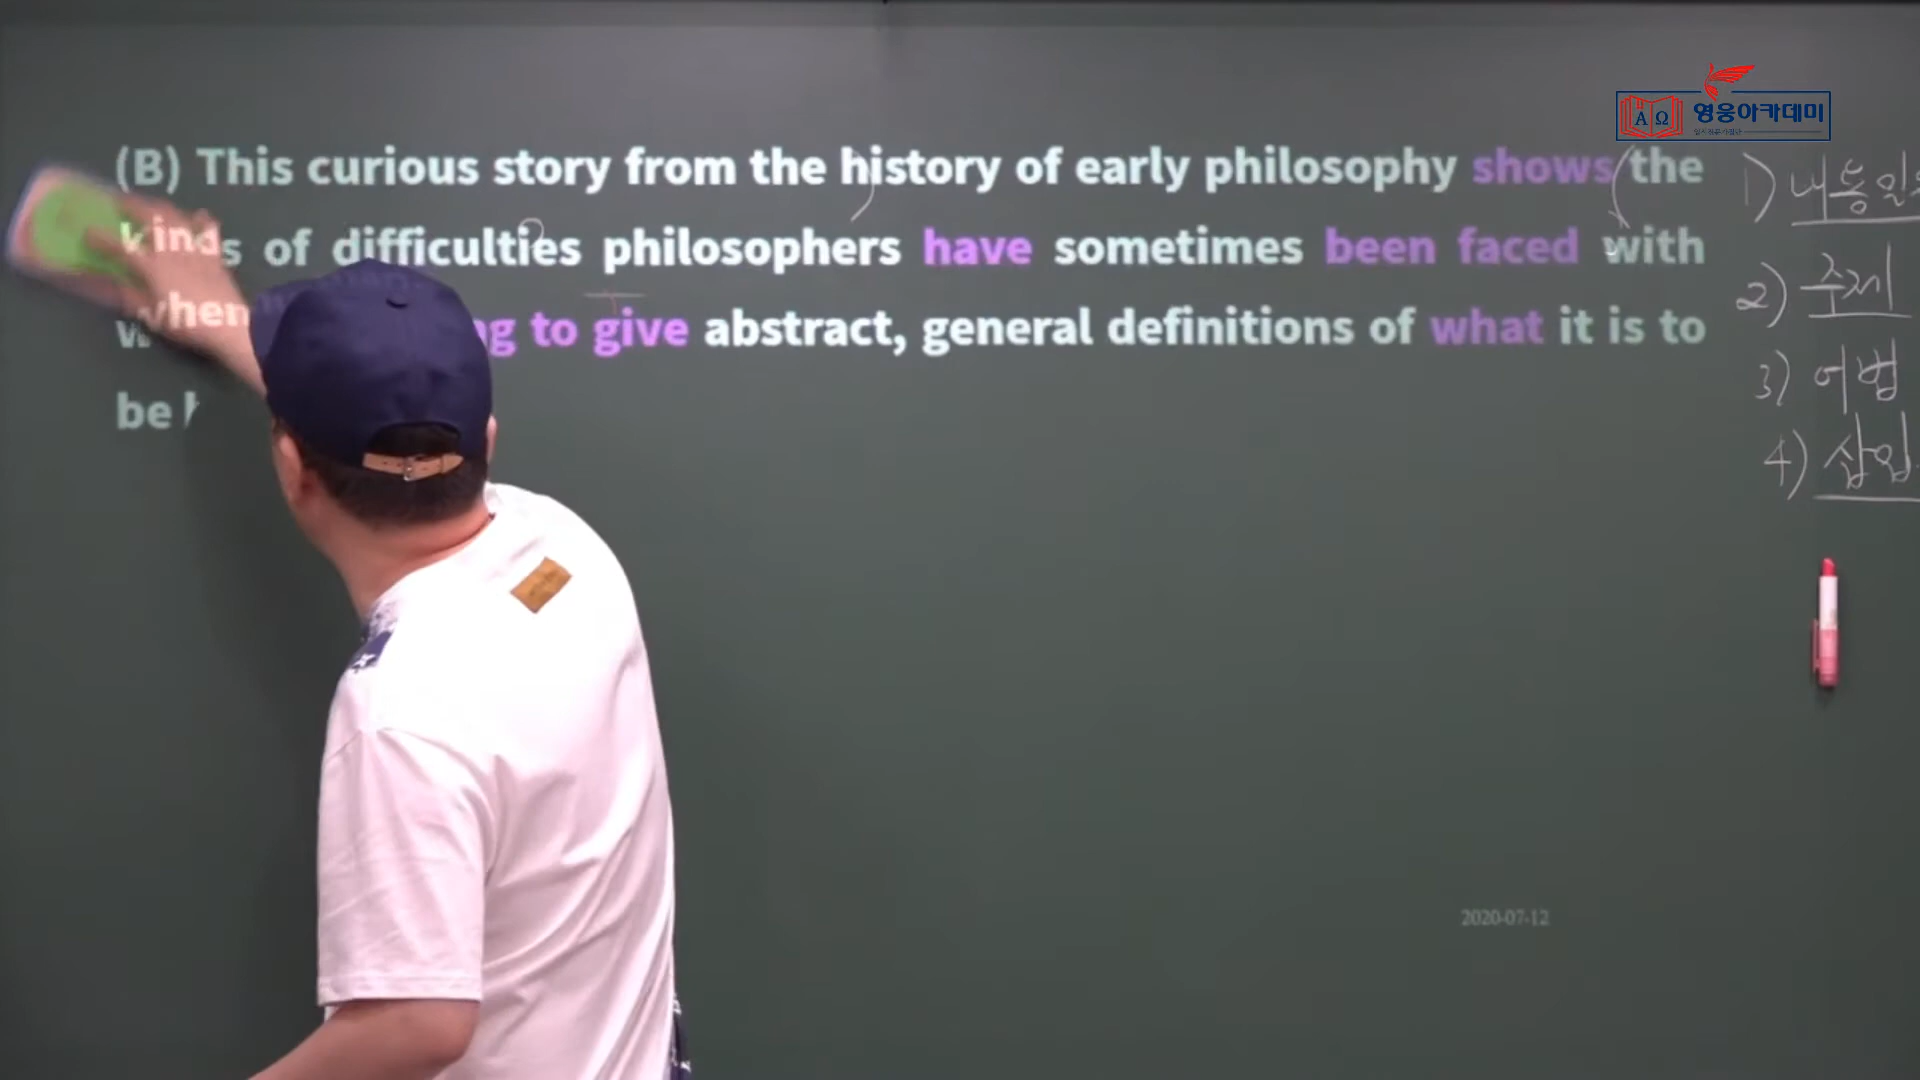 영웅아카데미
(B) This curious story from the history of early philosophy shows the
kinds of difficulties philosophers have sometimes been faced with
when to give abstract, general definitions of what it is to
be
1) 내용일
2) 주제
3) 어법
4) 삽입
2020-07-12